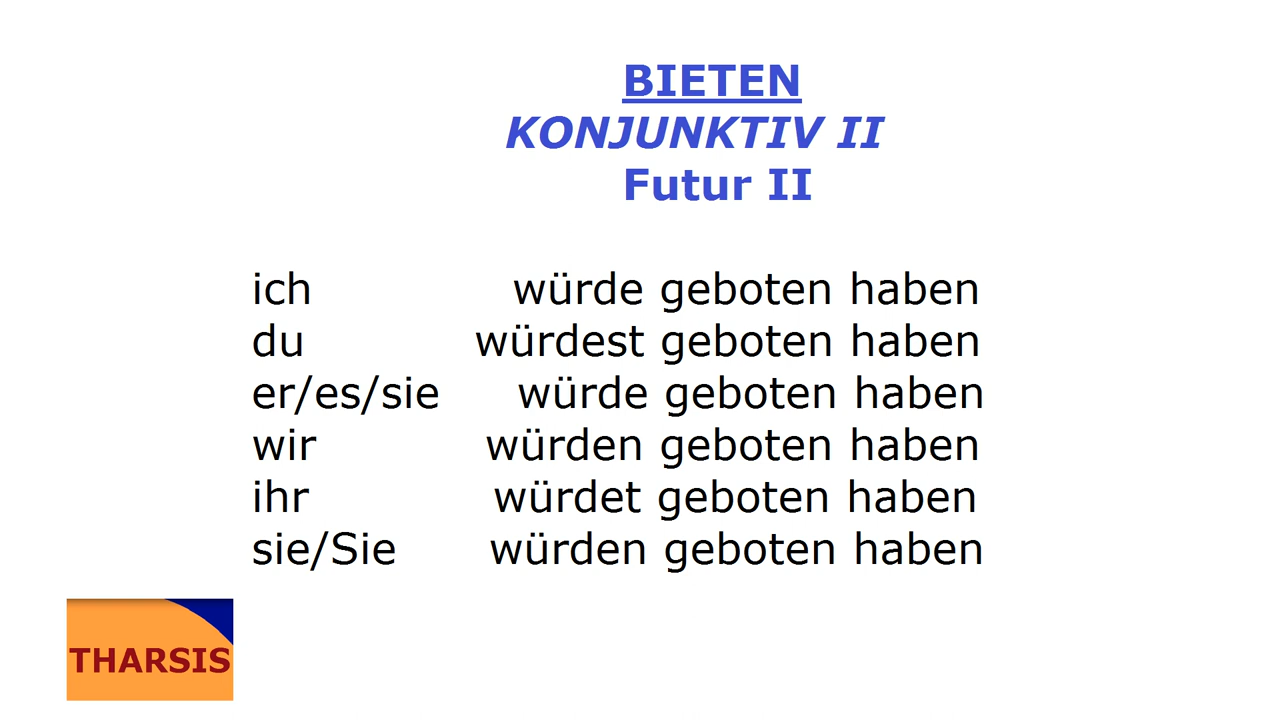 BIETEN
KONJUNKTIV II
Futur II
ich würde geboten haben
du würdest geboten haben
er/es/sie würde geboten haben
wir würden geboten haben
ihr würdet geboten haben
sie/Sie würden geboten haben
THARSIS